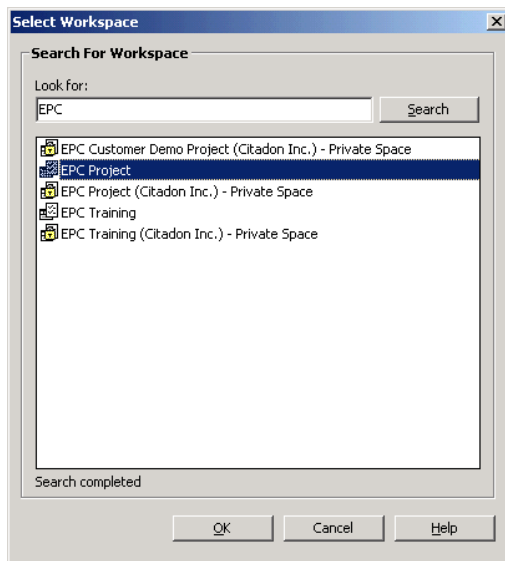 Select Workspace
Search For Workspace
Look for:
EPC
Search
EPC Customer Demo Project (Citadon Inc.) - Private Space
EPC Project
EPC Project (Citadon Inc.) - Private Space
EPC Training
EPC Training (Citadon Inc.) - Private Space
Search completed
OK
Cancel
Help